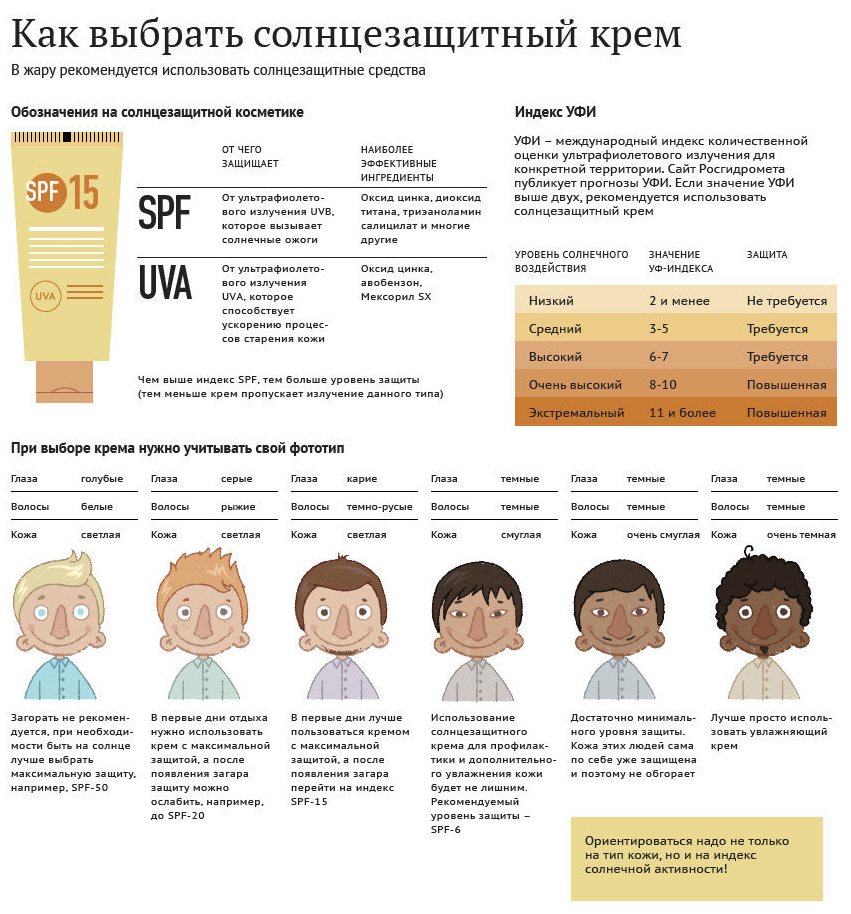 Как выбрать солнцезащитный крем
В жару рекомендуется использовать солнцезащитные средства
Обозначения на солнцезащитной косметике
SPF 15
UVA
ОТ ЧЕГО
ЗАЩИЩАЕТ
НАИБОЛЕЕ
ЭФФЕКТИВНЫЕ
ИНГРЕДИЕНТЫ
SPF
От ультрафиолето-
вого излучения UVB,
которое вызывает
солнечные ожоги
Оксид цинка, диоксид
титана, тризаноламин
салицилат и многие
другие
UVA
От ультрафиолето-
вого излучения
UVA, которое
способствует
ускорению процес-
сов старения кожи
Оксид цинка,
авобензон,
Мексорил SX
Чем выше индекс SPF, тем больше уровень защиты
(тем меньше крем пропускает излучение данного типа)
Индекс УФИ
УФИ – международный индекс количественной
оценки ультрафиолетового излучения для
конкретной территории. Сайт Росгидромета
публикует прогнозы УФИ. Если значение УФИ
выше двух, рекомендуется использовать
солнцезащитный крем
УРОВЕНЬ СОЛНЕЧНОГО
ВОЗДЕЙСТВИЯ
ЗНАЧЕНИЕ
УФ-ИНДЕКСА
ЗАЩИТА
Низкий 2 и менее Не требуется
Средний 3-5 Требуется
Высокий 6-7 Требуется
Очень высокий 8-10 Повышенная
Экстремальный 11 и более Повышенная
При выборе крема нужно учитывать свой фототип
Глаза голубые
Волосы белые
Кожа светлая
Загорать не рекомен-
дуется, при необходи-
мости быть на солнце
лучше выбрать
максимальную защиту,
например, SPF-50
Глаза серые
Волосы рыжие
Кожа светлая
В первые дни отдыха
нужно использовать
крем с максимальной
защитой, а после
появления загара
защиту можно
ослабить, например,
до SPF-20
Глаза карие
Волосы темно-русые
Кожа светлая
В первые дни лучше
пользоваться кремом
с максимальной
защитой, а после
появления загара
перейти на индекс
SPF-15
Глаза темные
Волосы темные
Кожа смуглая
Использование
солнцезащитного
крема для профилак-
тики и дополнительно-
го увлажнения кожи
будет не лишним.
Рекомендуемый
уровень защиты –
SPF-6
Глаза темные
Волосы темные
Кожа очень смуглая
Достаточно минималь-
ного уровня защиты.
Кожа этих людей сама
по себе уже защищена
и поэтому не обгорает
Глаза темные
Волосы темные
Кожа очень темная
Лучше просто исполь-
зовать увлажняющий
крем
Ориентироваться надо не только
на тип кожи, но и на индекс
солнечной активности!